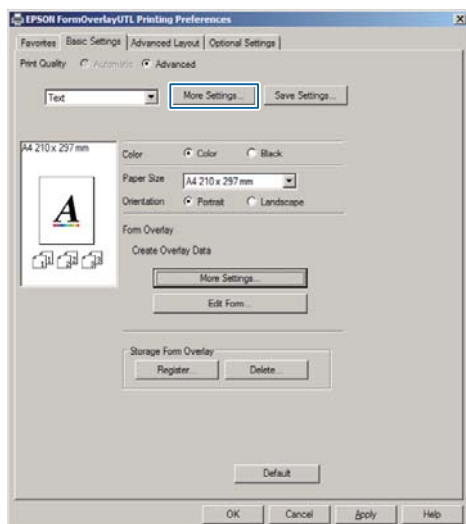 EPSON FormOverlayUTL Printing Preferences
Favorites Basic Settings Advanced Layout Optional Settings
Print Quality Automatic Advanced
Text More Settings... Save Settings...
A4 210 x 297 mm
Color Color Black
Paper Size A4 210 x 297 mm
Orientation Portrait Landscape
A
Form Overlay
Create Overlay Data
More Settings...
Edit Form...
Storage Form Overlay
Register... Delete...
Default
OK Cancel Apply Help